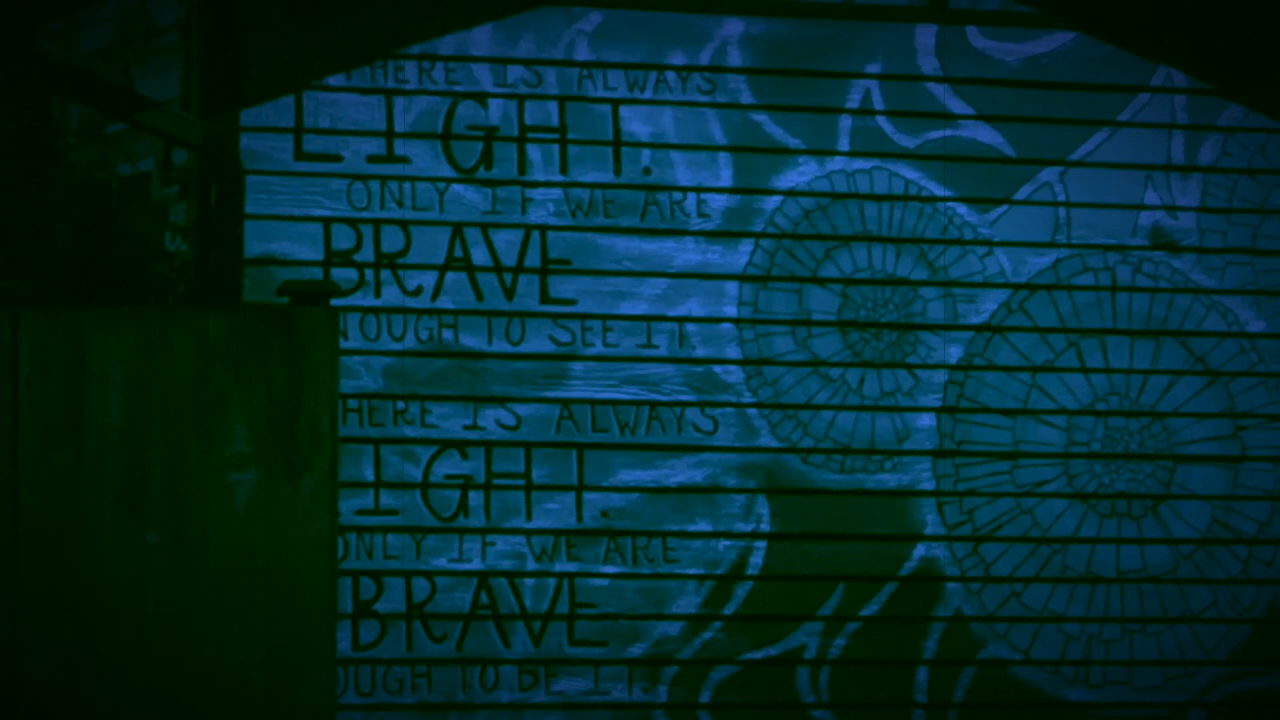 THERE IS ALWAYS
LIGHT.
ONLY IF WE ARE
BRAVE
NOUGH TO SEE IT.
HERE IS ALWAYS
IGHT.
ONLY IF WE ARE
BRAVE
OUGH TO BE IT.